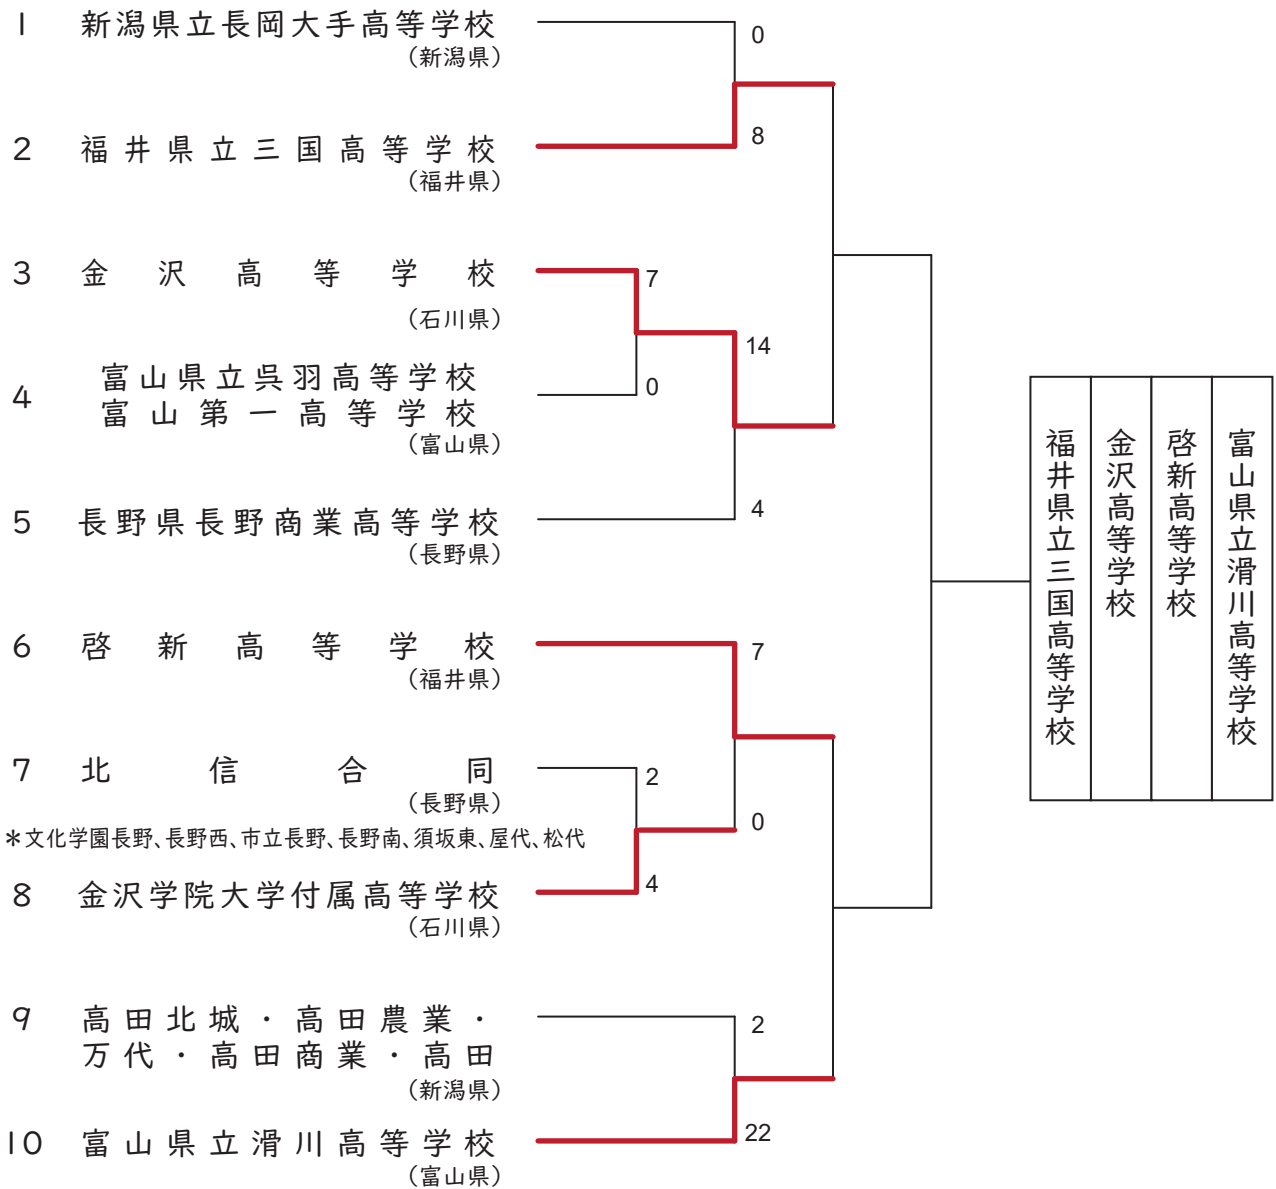 1 新潟県立長岡大手高等学校
（新潟県）
0
8
2 福井県立三国高等学校
（福井県）
3 金沢高等学校
（石川県）
7
14
0
4 富山県立呉羽高等学校
富山第一高等学校
（富山県）
4
5 長野県長野商業高等学校
（長野県）
6 啓新高等学校
（福井県）
7
7 北信合同
（長野県）
2
0
＊文化学園長野、長野西、市立長野、長野南、須坂東、屋代、松代
8 金沢学院大学付属高等学校
（石川県）
4
9 高田北城・高田農業・
万代・高田商業・高田
（新潟県）
2
22
10 富山県立滑川高等学校
（富山県）
福井県立三国高等学校
金沢高等学校
啓新高等学校
富山県立滑川高等学校